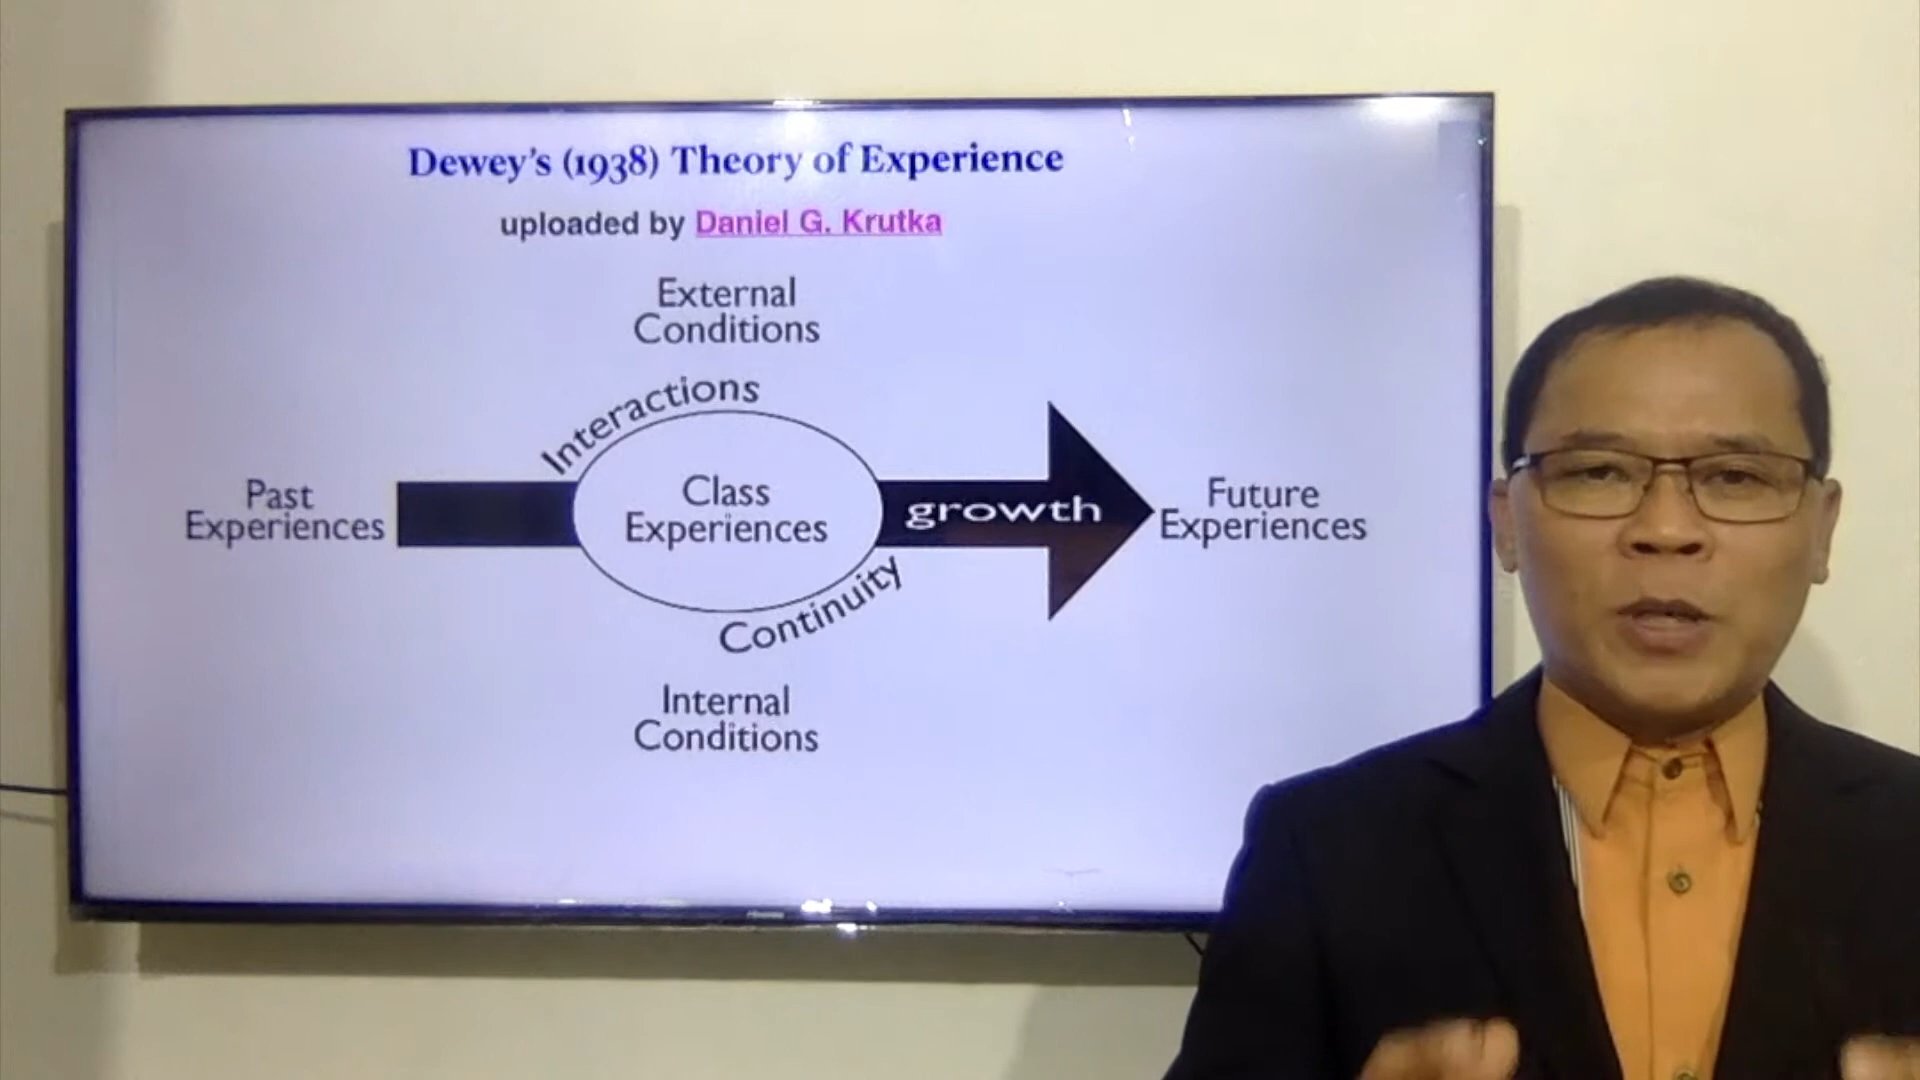 Dewey's (1938) Theory of Experience
uploaded by Daniel G. Krutka
External
Conditions
Interactions
Past
Experiences
Class
Experiences
growth
Future
Experiences
Continuity
Internal
Conditions